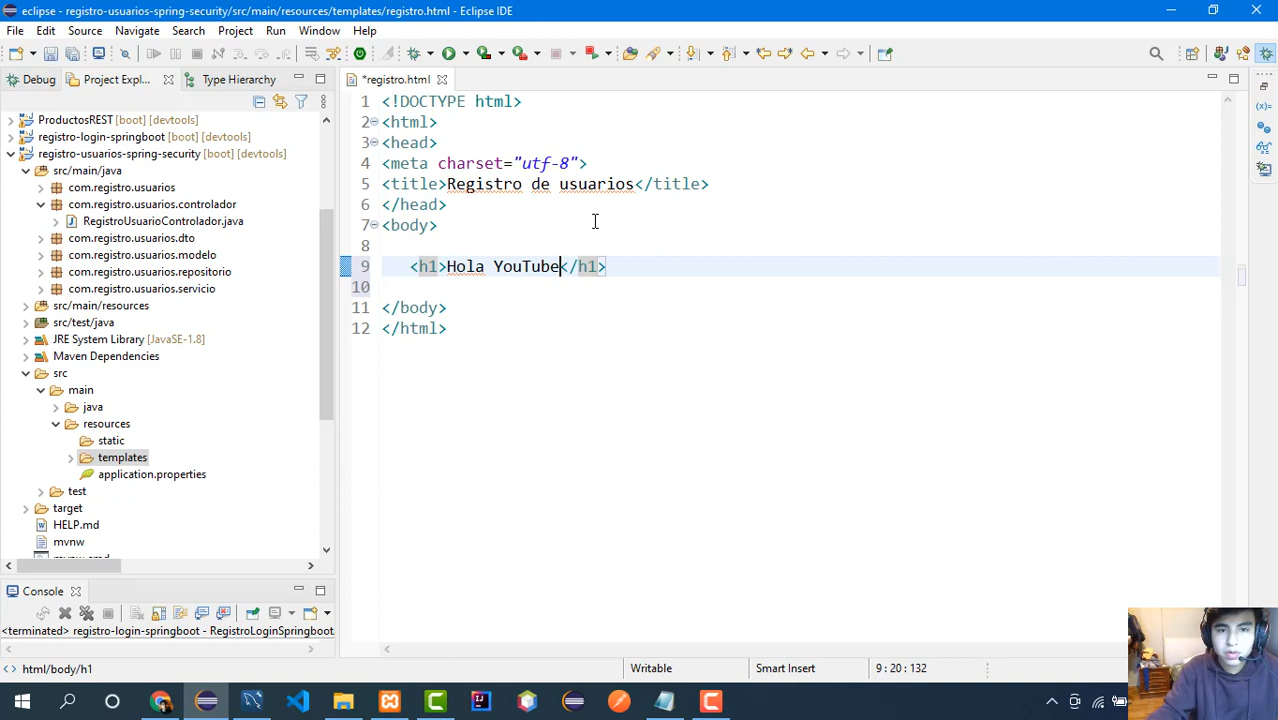 eclipse - registro-usuarios-spring-security/src/main/resources/templates/registro.html - Eclipse IDE
File Edit Source Navigate Search Project Run Window Help
Debug Project Expl... Type Hierarchy *registro.html
ProductosREST [boot] [devtools]
registro-login-springboot [boot] [devtools]
registro-usuarios-spring-security [boot] [devtools]
src/main/java
com.registro.usuarios
com.registro.usuarios.controlador
RegistroUsuarioControlador.java
com.registro.usuarios.dto
com.registro.usuarios.modelo
com.registro.usuarios.repositorio
com.registro.usuarios.servicio
src/main/resources
src/test/java
JRE System Library [JavaSE-1.8]
Maven Dependencies
src
main
java
resources
static
templates
application.properties
test
target
HELP.md
mvnw
mvnw.cmd
1 <!DOCTYPE html>
2 <html>
3 <head>
4 <meta charset="utf-8">
5 <title>Registro de usuarios</title>
6 </head>
7 <body>
8
9 <h1>Hola YouTube</h1>
10
11 </body>
12 </html>
Console
<terminated> registro-login-springboot - RegistroLoginSpringboot
html/body/h1 Writable Smart Insert 9 : 20 : 132